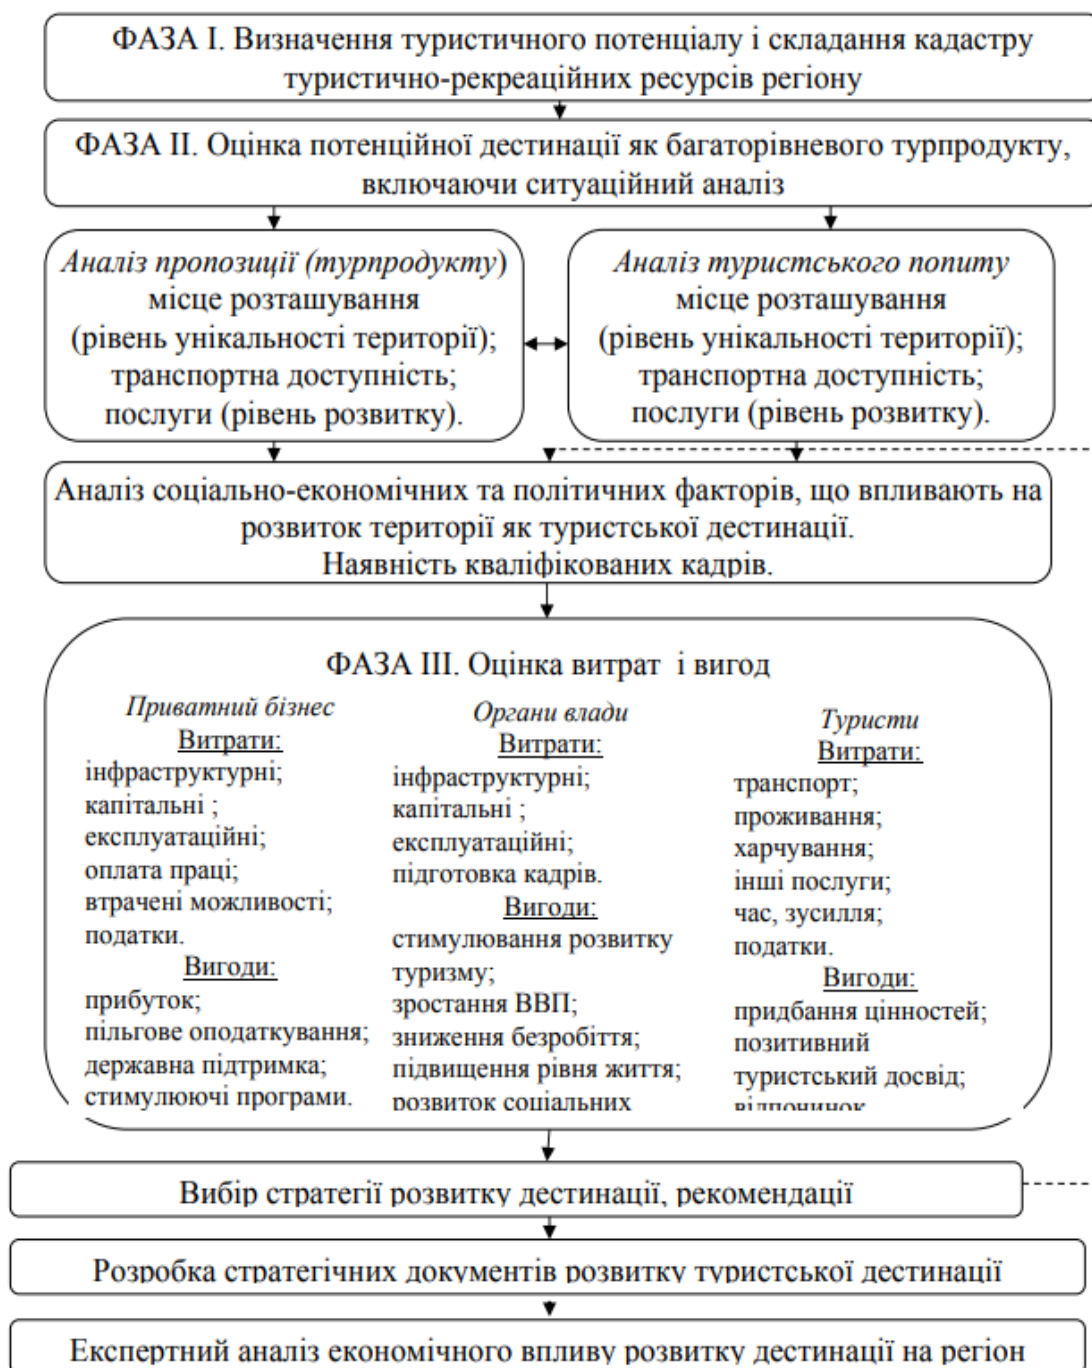 ФАЗА І. Визначення туристичного потенціалу і складання кадастру
туристично-рекреаційних ресурсів регіону
ФАЗА ІІ. Оцінка потенційної дестинації як багаторівневого турпродукту,
включаючи ситуаційний аналіз
Аналіз пропозиції (турпродукту)
місце розташування
(рівень унікальності території);
транспортна доступність;
послуги (рівень розвитку).
Аналіз туристського попиту
місце розташування
(рівень унікальності території);
транспортна доступність;
послуги (рівень розвитку).
Аналіз соціально-економічних та політичних факторів, що впливають на
розвиток території як туристської дестинації.
Наявність кваліфікованих кадрів.
ФАЗА ІІІ. Оцінка витрат і вигод
Приватний бізнес
Витрати:
інфраструктурні;
капітальні ;
експлуатаційні;
оплата праці;
втрачені можливості;
податки.
Вигоди:
прибуток;
пільгове оподаткування;
державна підтримка;
стимулюючі програми.
Органи влади
Витрати:
інфраструктурні;
капітальні ;
експлуатаційні;
підготовка кадрів.
Вигоди:
стимулювання розвитку
туризму;
зростання ВВП;
зниження безробіття;
підвищення рівня життя;
розвиток соціальних
Туристи
Витрати:
транспорт;
проживання;
харчування;
інші послуги;
час, зусилля;
податки.
Вигоди:
придбання цінностей;
позитивний
туристський досвід;
відпочинок
Вибір стратегії розвитку дестинації, рекомендації
Розробка стратегічних документів розвитку туристської дестинації
Експертний аналіз економічного впливу розвитку дестинації на регіон